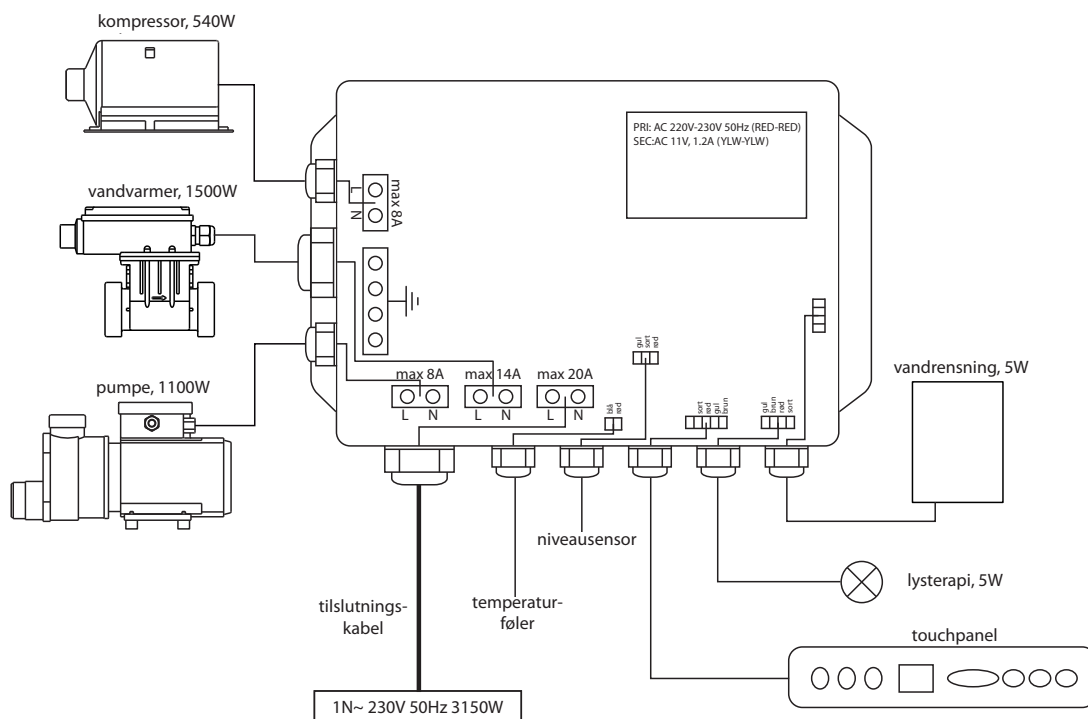 kompressor, 540W
PRI: AC 220V-230V 50Hz (RED-RED)
SEC:AC 11V, 1.2A (YLW-YLW)
vandvarmer, 1500W
L
N
max 8A
pumpe, 1100W
max 8A
L
N
max 14A
L
N
max 20A
L
N
blå
rød
gul
sort
rød
sort
rød
gul
brun
gul
brun
rød
sort
vandrensning, 5W
niveausensor
temperatur-
føler
tilslutnings-
kabel
lysterapi, 5W
touchpanel
1N~ 230V 50Hz 3150W